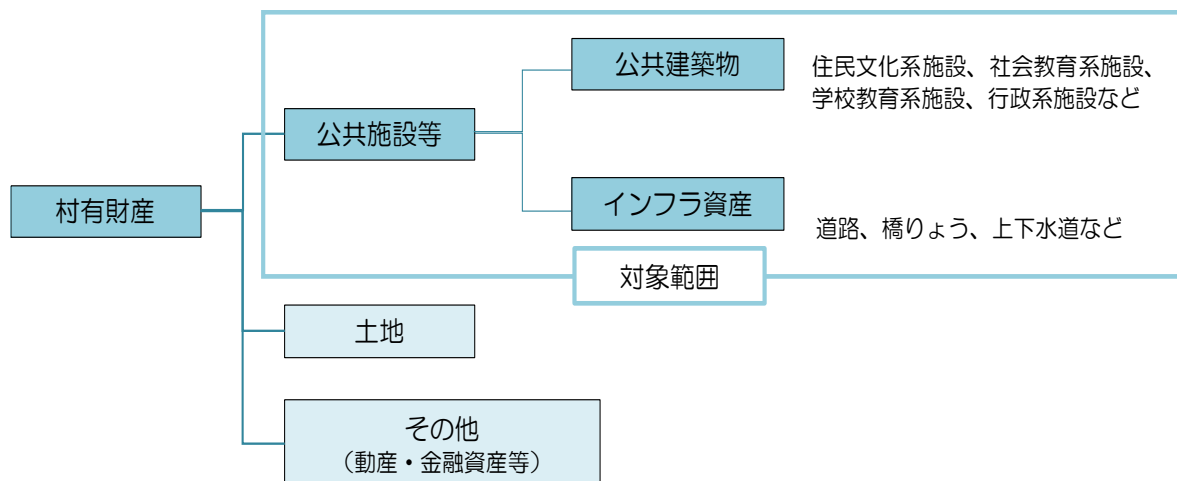 公共建築物
住民文化系施設、社会教育系施設、
学校教育系施設、行政系施設など
公共施設等
村有財産
インフラ資産
道路、橋りょう、上下水道など
対象範囲
土地
その他
（動産・金融資産等）